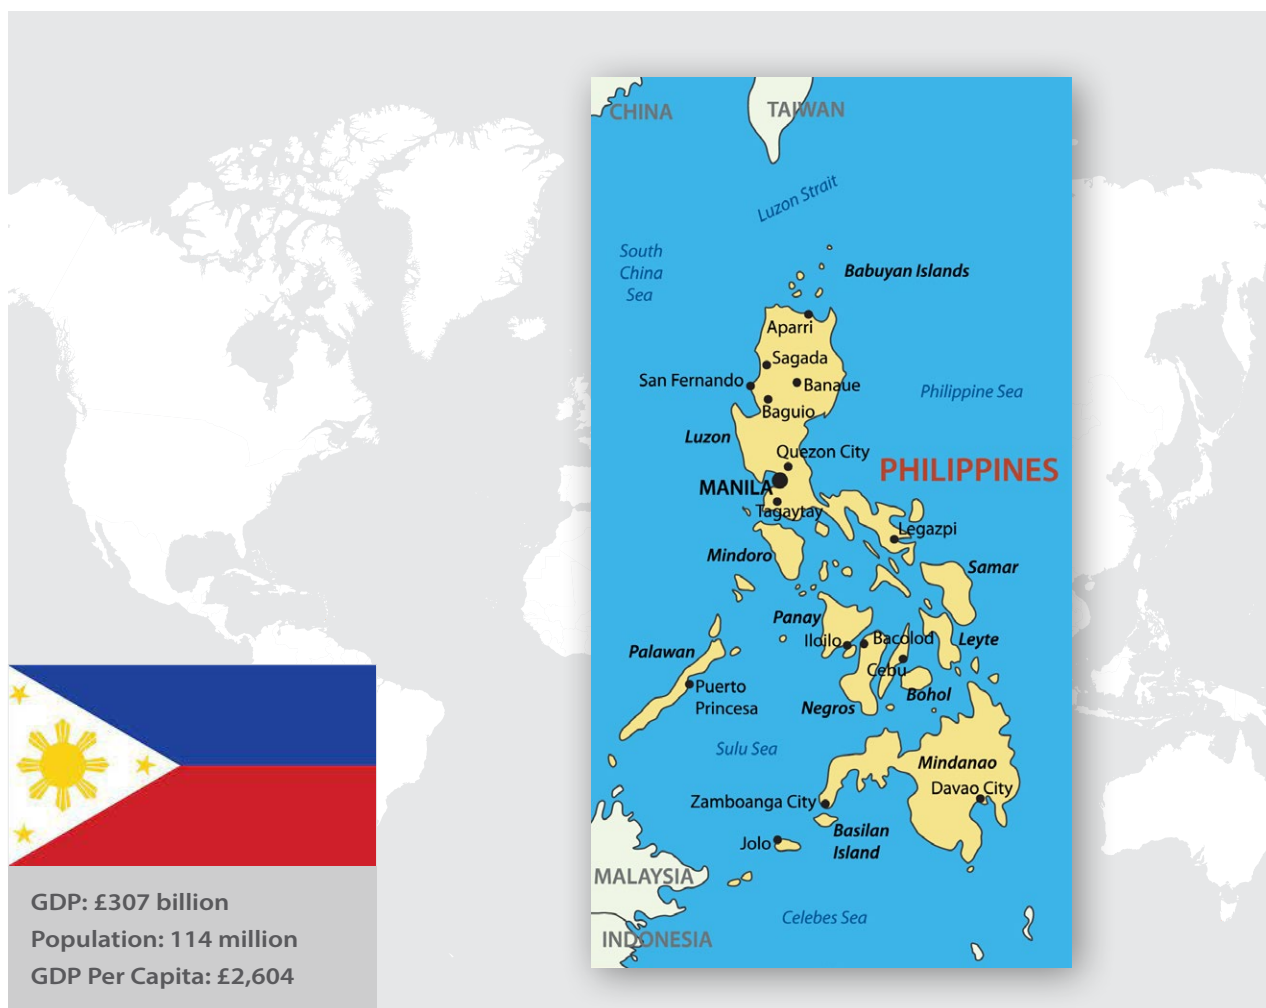 CHINA
TAIWAN
Luzon Strait
South
China
Sea
Babuyan Islands
Aparri
Sagada
San Fernando
Banaue
Philippine Sea
Baguio
Luzon
Quezon City
PHILIPPINES
MANILA
Tagaytay
Legazpi
Mindoro
Samar
Panay
Iloilo
Bacolod
Leyte
Palawan
Cebu
Puerto
Princesa
Bohol
Negros
Sulu Sea
Mindanao
Davao City
Zamboanga City
Basilan
Island
Jolo
MALAYSIA
Celebes Sea
INDONESIA
GDP: £307 billion
Population: 114 million
GDP Per Capita: £2,604